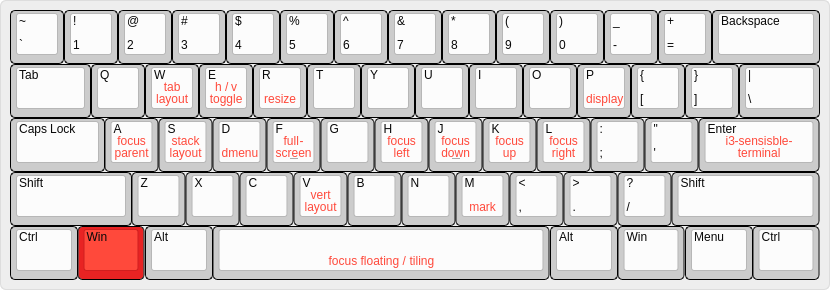 ~ ! @ # $ % ^ & * ( ) _ + Backspace
` 1 2 3 4 5 6 7 8 9 0 - =
Tab Q W E R T Y U I O P { } |
tab h / v
layout toggle resize display [ ] \
Caps Lock A S D F G H J K L : " Enter
focus stack full- focus focus focus focus i3-sensisble-
parent layout dmenu screen left down up right ; ' terminal
Shift Z X C V B N M < > ? Shift
vert
layout mark , . /
Ctrl Win Alt Alt Win Menu Ctrl
focus floating / tiling